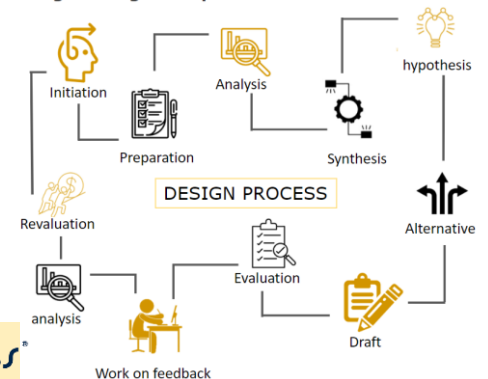 Initiation
Preparation
Analysis
Synthesis
hypothesis
DESIGN PROCESS
Alternative
Draft
Evaluation
Work on feedback
analysis
Revaluation